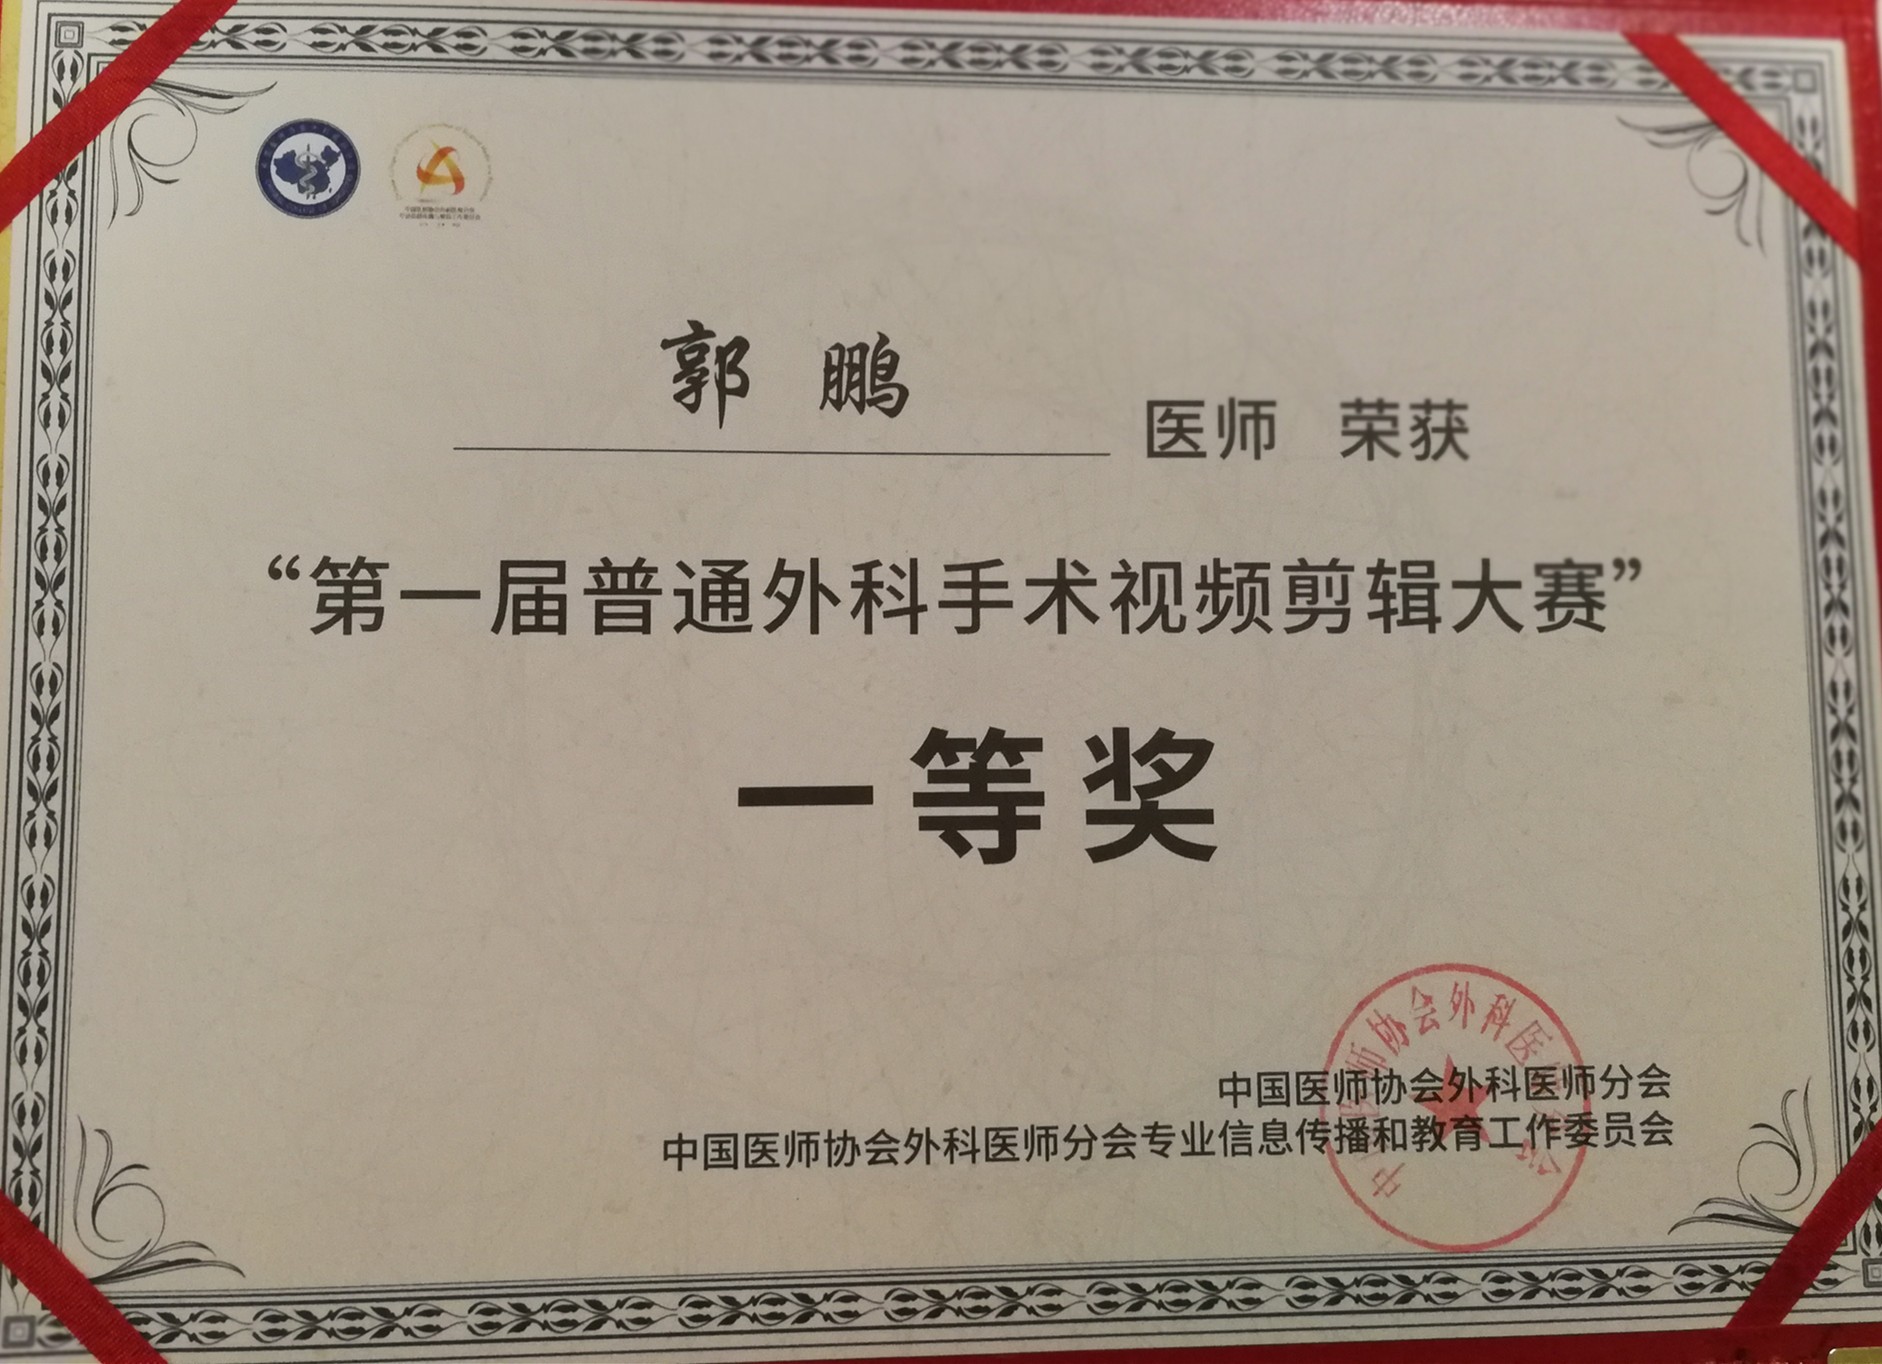 郭 鹏 医师 荣获
“第一届普通外科手术视频剪辑大赛”
一等奖
中国医师协会外科医师分会
中国医师协会外科医师分会专业信息传播和教育工作委员会